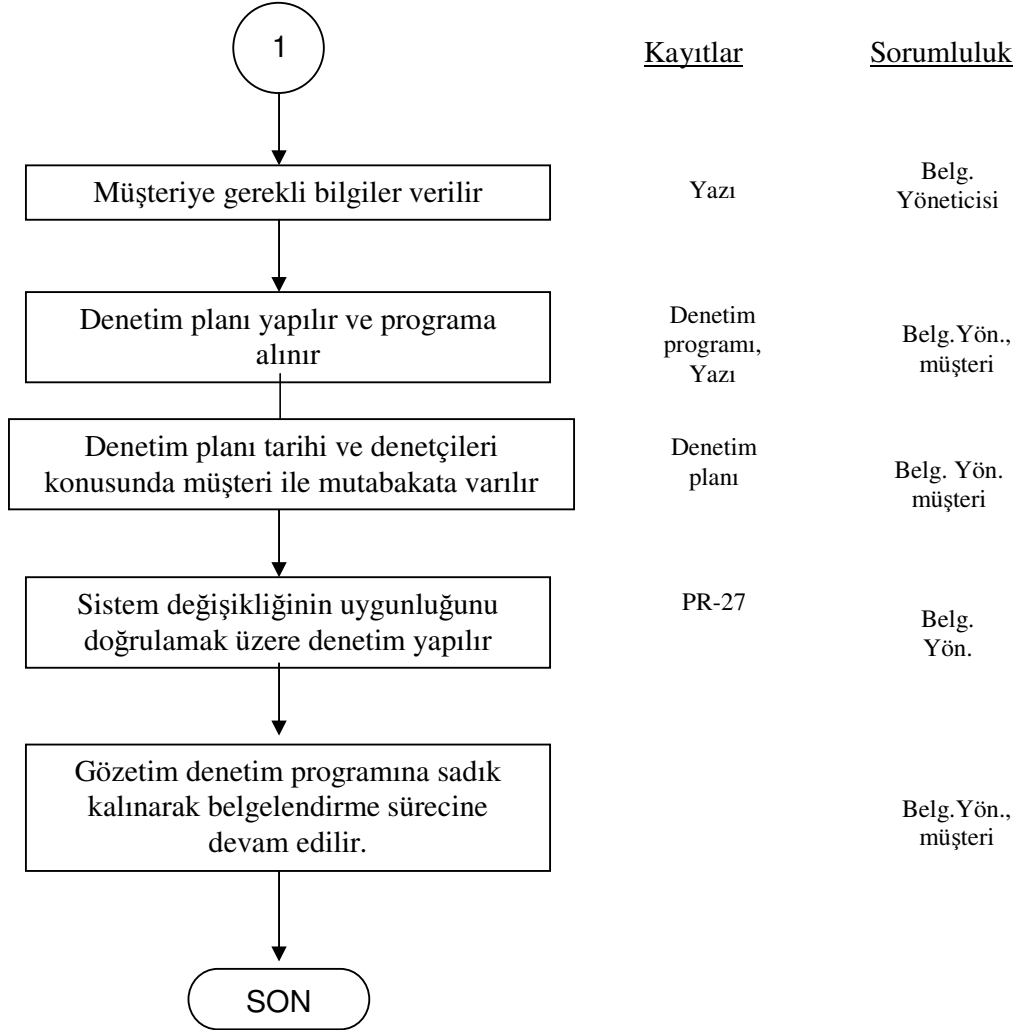 1
Kayıtlar
Sorumluluk
Müşteriye gerekli bilgiler verilir
Yazı
Belg.
Yöneticisi
Denetim planı yapılır ve programa
alınır
Denetim
programı,
Yazı
Belg.Yön.,
müşteri
Denetim planı tarihi ve denetçileri
konusunda müşteri ile mutabakata varılır
Denetim
planı
Belg. Yön.
müşteri
Sistem değişikliğinin uygunluğunu
doğrulamak üzere denetim yapılır
PR-27
Belg.
Yön.
Gözetim denetim programına sadık
kalınarak belgelendirme sürecine
devam edilir.
Belg.Yön.,
müşteri
SON